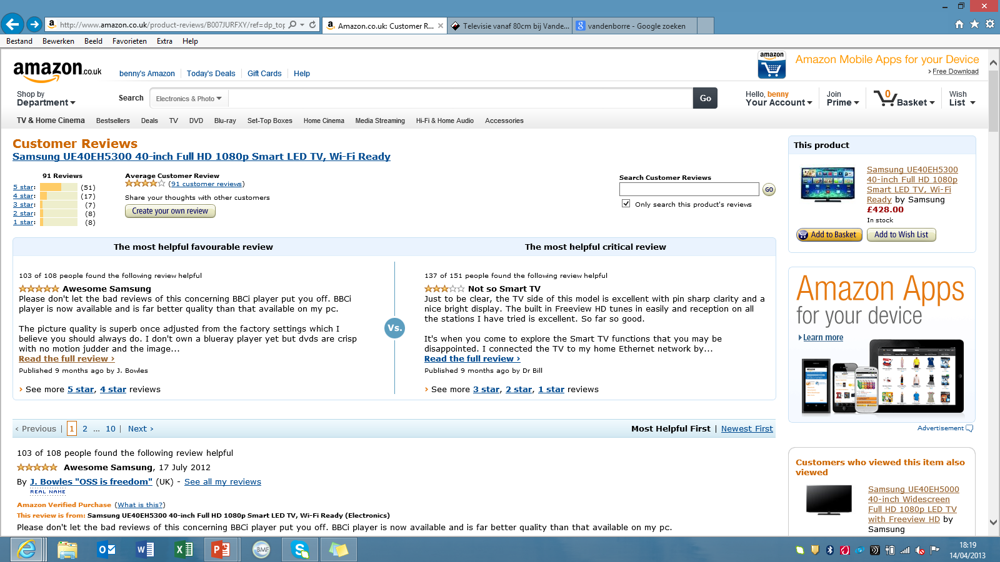 http://www.amazon.co.uk/product-reviews/B007JURFXY/ref=dp_top
Amazon.co.uk: Customer R...
Televisie vanaf 80cm bij Vande...
vandenborre - Google zoeken
Bestand Bewerken Beeld Favorieten Extra Help
amazon.co.uk
benny's Amazon Today's Deals Gift Cards Help
amazon
Amazon Mobile Apps for your Device
Free Download
Shop by
Department
Search Electronics & Photo Go
Hello, benny
Your Account
Join
Prime
0
Basket
Wish
List
TV & Home Cinema Bestsellers Deals TV DVD Blu-ray Set-Top Boxes Home Cinema Media Streaming Hi-Fi & Home Audio Accessories
Customer Reviews
Samsung UE40EH5300 40-inch Full HD 1080p Smart LED TV, Wi-Fi Ready
91 Reviews
5 star: (51)
4 star: (17)
3 star: (7)
2 star: (8)
1 star: (8)
Average Customer Review
(91 customer reviews)
Share your thoughts with other customers
Create your own review
Search Customer Reviews
GO
Only search this product's reviews
The most helpful favourable review
103 of 108 people found the following review helpful
Awesome Samsung
Please don't let the bad reviews of this concerning BBCi player put you off. BBCi
player is now available and is far better quality than that available on my pc.
The picture quality is superb once adjusted from the factory settings which I
believe you should always do. I don't own a blueray player yet but dvds are crisp
with no motion judder and the image...
Read the full review ›
Published 9 months ago by J. Bowles
› See more 5 star, 4 star reviews
Vs.
The most helpful critical review
137 of 151 people found the following review helpful
Not so Smart TV
Just to be clear, the TV side of this model is excellent with pin sharp clarity and a
nice bright display. The built in Freeview HD tunes in easily and reception on all
the stations I have tried is excellent. So far so good.
It's when you come to explore the Smart TV functions that you may be
disappointed. I connected the TV to my home Ethernet network by...
Read the full review ›
Published 9 months ago by Dr Bill
› See more 3 star, 2 star, 1 star reviews
‹ Previous | 1 2 ... 10 | Next ›
Most Helpful First | Newest First
103 of 108 people found the following review helpful
Awesome Samsung, 17 July 2012
By J. Bowles "OSS is freedom" (UK) - See all my reviews
REAL NAME
Amazon Verified Purchase (What is this?)
This review is from: Samsung UE40EH5300 40-inch Full HD 1080p Smart LED TV, Wi-Fi Ready (Electronics)
Please don't let the bad reviews of this concerning BBCi player put you off. BBCi player is now available and is far better quality than that available on my pc.
This product
Samsung UE40EH5300
40-inch Full HD 1080p
Smart LED TV, Wi-Fi
Ready by Samsung
£428.00
In stock
Add to Basket
Add to Wish List
Amazon Apps
for your device
Learn more
Advertisement
Customers who viewed this item also
viewed
Samsung UE40EH5000
40-inch Widescreen
Full HD 1080p LED TV
with Freeview HD by
Samsung
BMF
18:19
14/04/2013